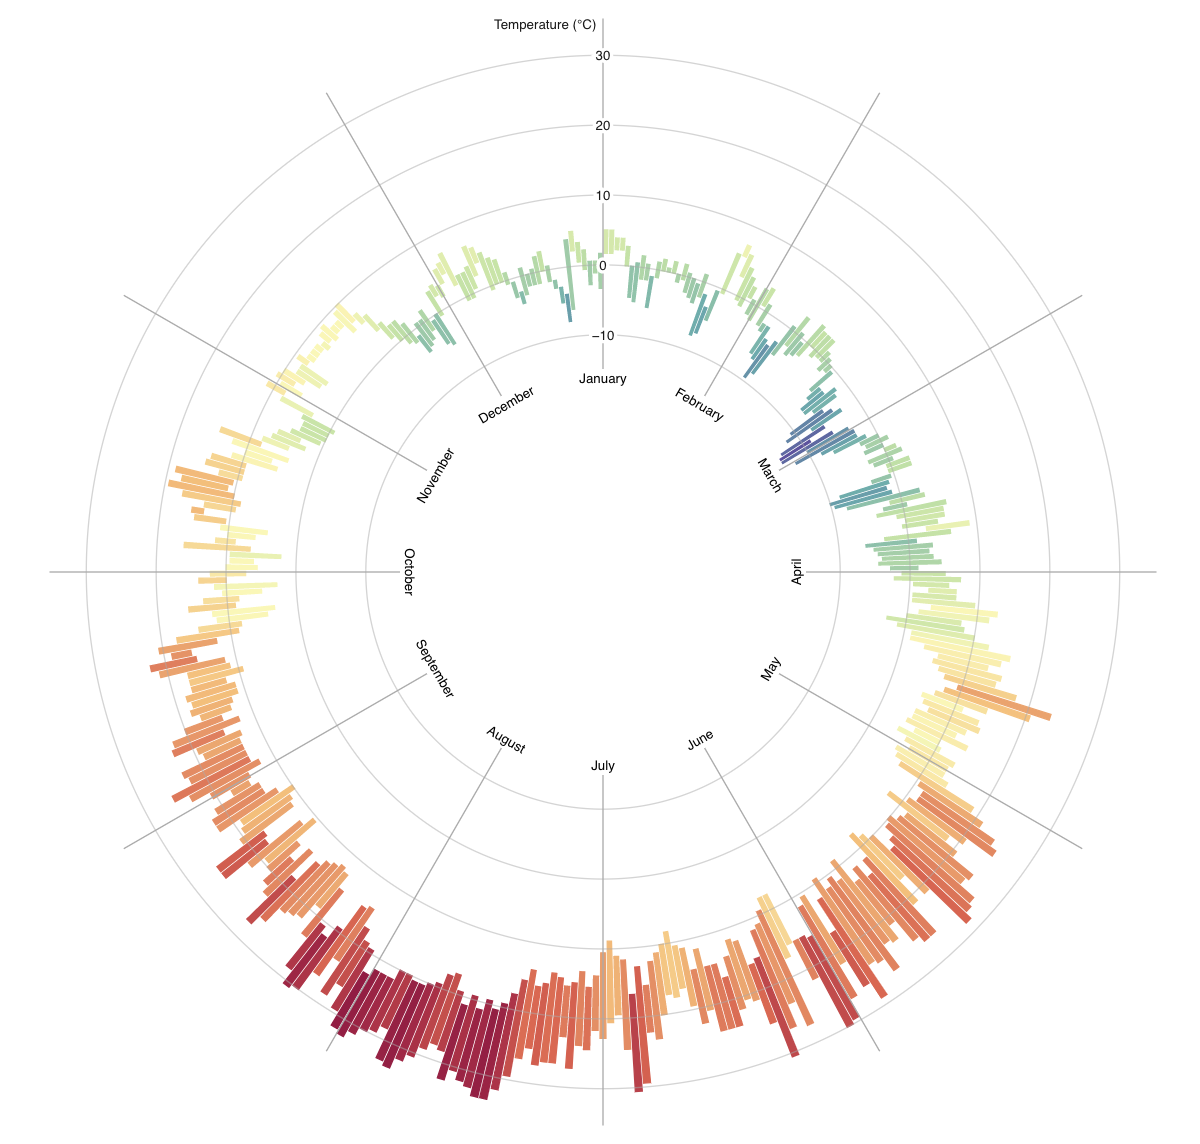 Temperature (°C)
30
20
10
0
−10
January
February
March
April
May
June
July
August
September
October
November
December